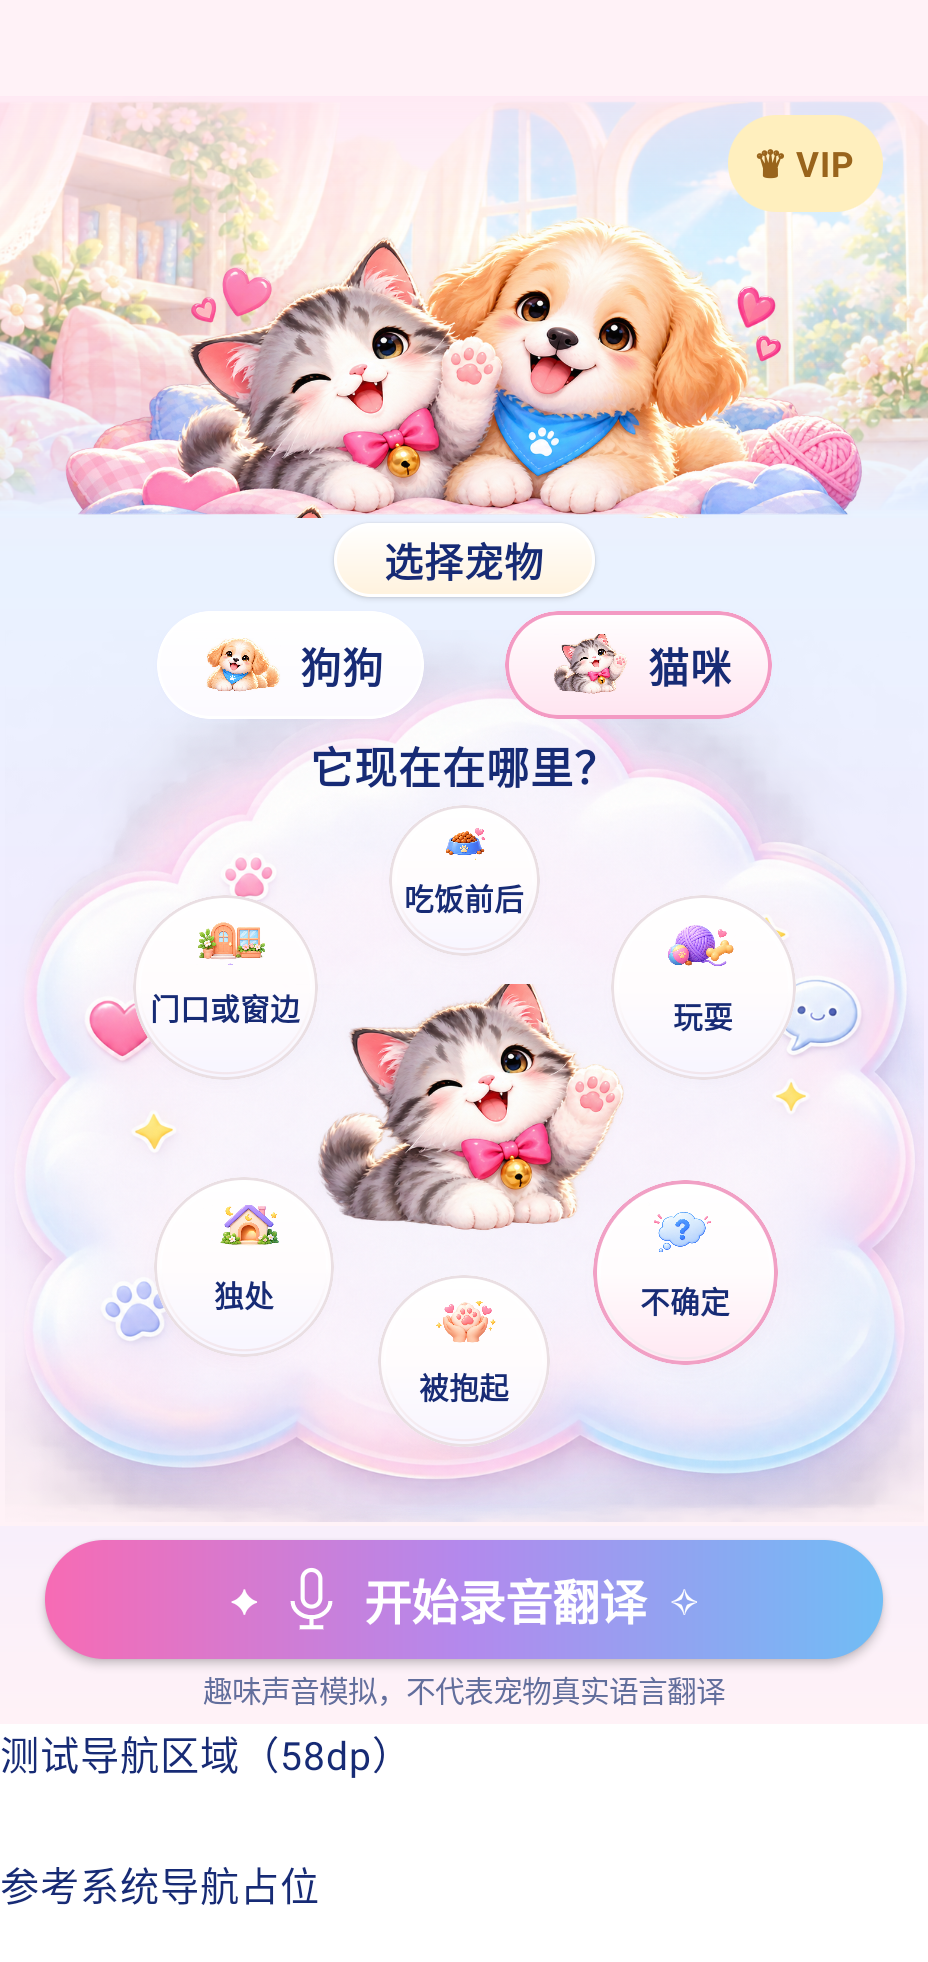 VIP
选择宠物
狗狗
猫咪
它现在在哪里？
吃饭前后
门口或窗边
玩耍
独处
不确定
被抱起
开始录音翻译
趣味声音模拟，不代表宠物真实语言翻译
测试导航区域（58dp）
参考系统导航占位